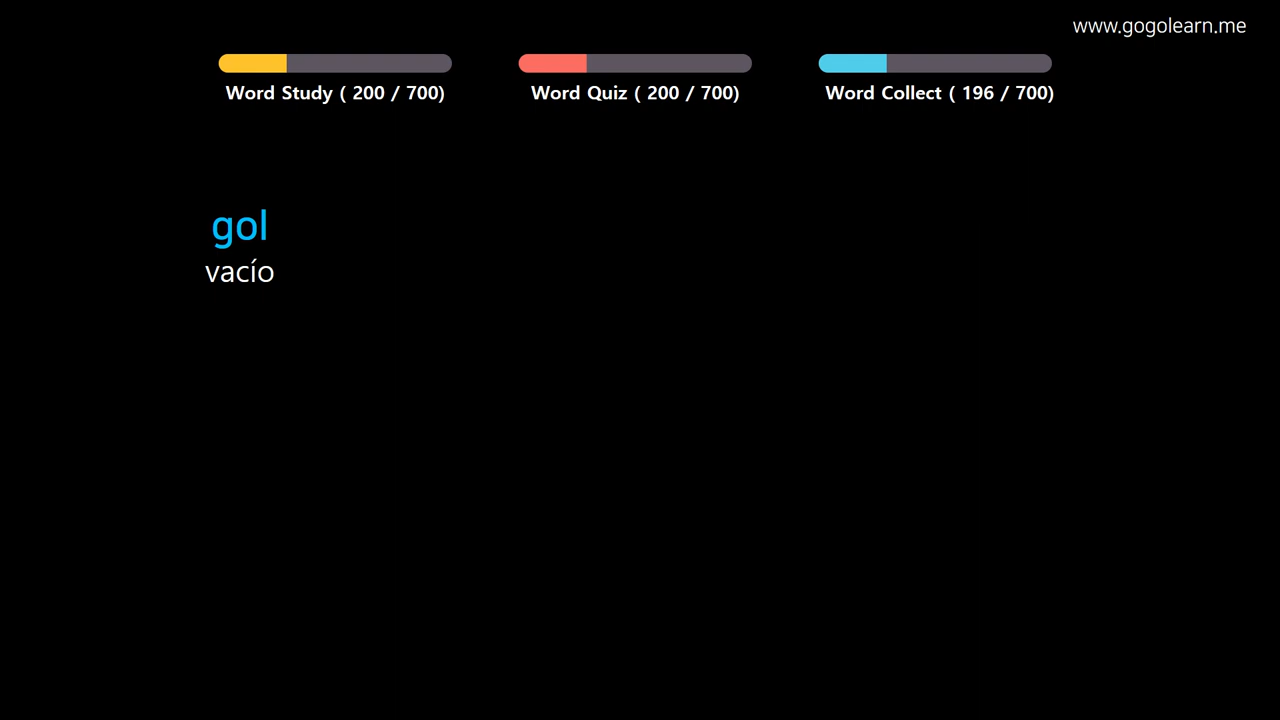 www.gogolearn.me
Word Study ( 200 / 700)
Word Quiz ( 200 / 700)
Word Collect ( 196 / 700)
gol
vacío